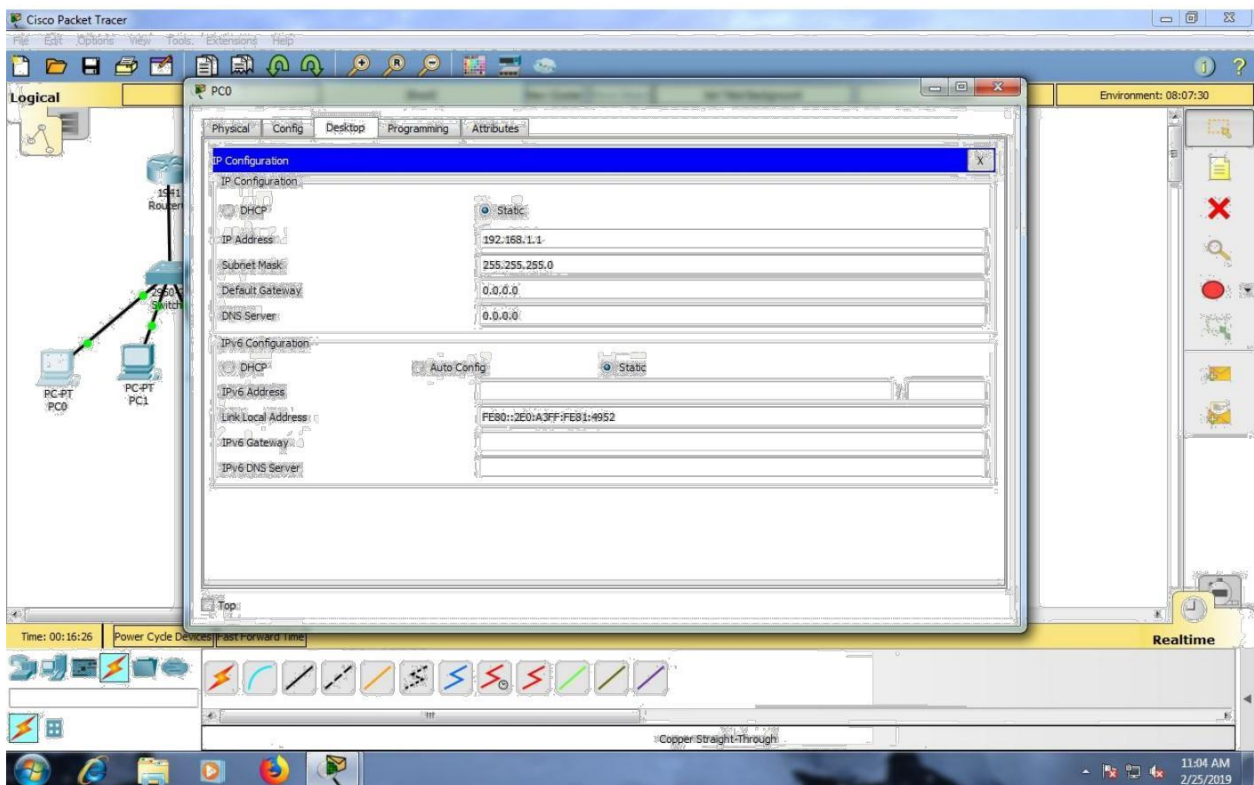 Cisco Packet Tracer
File Edit Options View Tools Extensions Help
Logical
PC0
Environment: 08:07:30
Physical Config Desktop Programming Attributes
IP Configuration X
IP Configuration
DHCP Static
IP Address 192.168.1.1
Subnet Mask 255.255.255.0
Default Gateway 0.0.0.0
DNS Server 0.0.0.0
IPv6 Configuration
DHCP Auto Config Static
IPv6 Address /
Link Local Address FE80::2E0:A3FF:FE81:4952
IPv6 Gateway
IPv6 DNS Server
Top
1941
Router
2950
Switch
PC-PT
PC0
PC-PT
PC1
Time: 00:16:26 Power Cycle Devices Fast Forward Time
Realtime
Copper Straight-Through
11:04 AM
2/25/2019